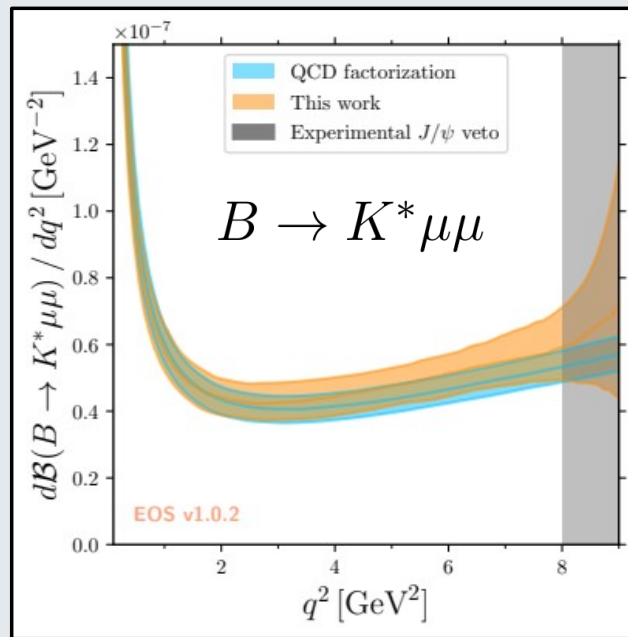 ×10⁻⁷
QCD factorization
This work
Experimental J/ψ veto
B → K*μμ
dB(B → K*μμ) / dq² [GeV⁻²]
1.4
1.2
1.0
0.8
0.6
0.4
0.2
0.0
EOS v1.0.2
2 4 6 8
q² [GeV²]